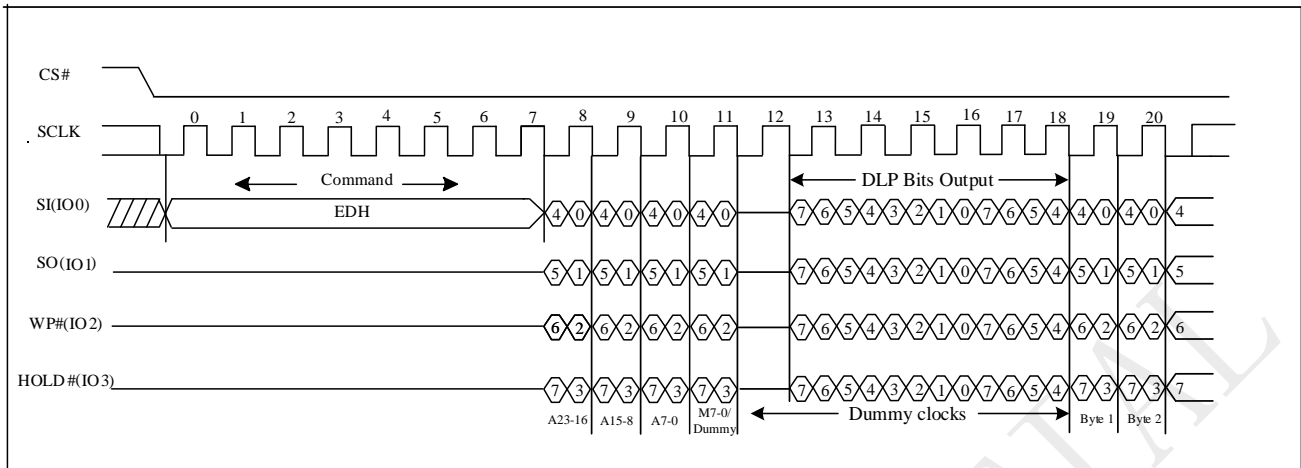 CS#
0 1 2 3 4 5 6 7 8 9 10 11 12 13 14 15 16 17 18 19 20
SCLK
Command
DLP Bits Output
SI(IO0)
EDH
4 0 4 0 4 0 4 0 7 6 5 4 3 2 1 0 7 6 5 4 4 0 4 0 4
SO(IO1)
5 1 5 1 5 1 5 1 7 6 5 4 3 2 1 0 7 6 5 4 5 1 5 1 5
WP#(IO2)
6 2 6 2 6 2 6 2 7 6 5 4 3 2 1 0 7 6 5 4 6 2 6 2 6
HOLD#(IO3)
7 3 7 3 7 3 7 3 7 6 5 4 3 2 1 0 7 6 5 4 7 3 7 3 7
A23-16 A15-8 A7-0 M7-0/
Dummy
Dummy clocks
Byte 1 Byte 2